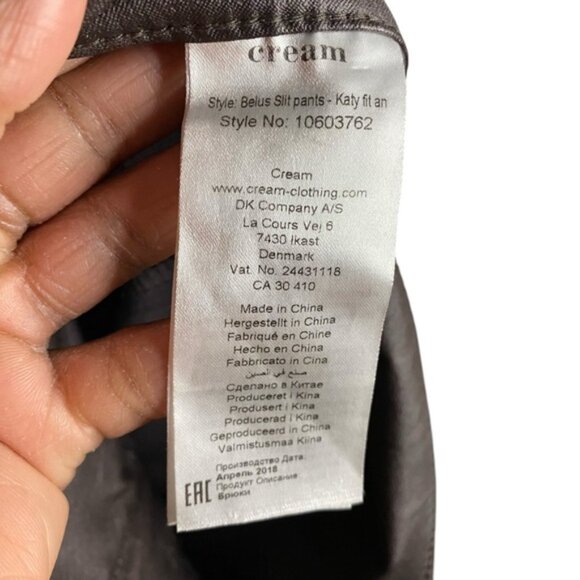 cream
Style: Belus Slit pants - Katy fit an
Style No: 10603762
Cream
www.cream-clothing.com
DK Company A/S
La Cours Vej 6
7430 Ikast
Denmark
Vat. No. 24431118
CA 30 410
Made in China
Hergestellt in China
Fabriqué en Chine
Hecho en China
Fabbricato in Cina
صنع في الصين
Сделано в Китае
Produceret i Kina
Produsert i Kina
Producerad i Kina
Geproduceerd in China
Valmistusmaa Kiina
Производство Дата:
Апрель 2018
Продукт Описание:
EAC Брюки